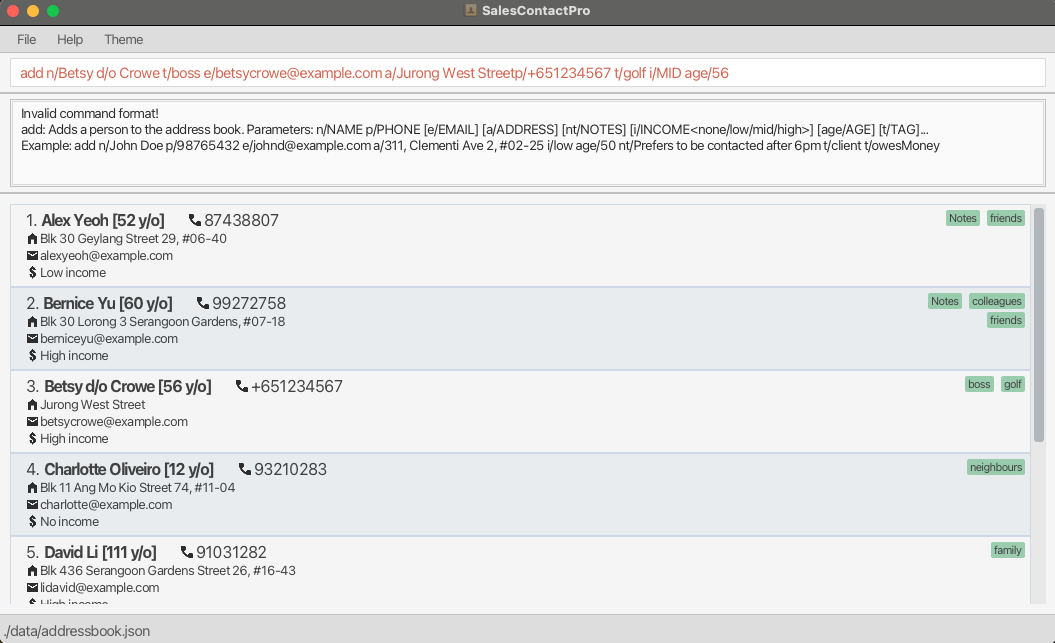 SalesContactPro
File Help Theme
add n/Betsy d/o Crowe t/boss e/betsycrowe@example.com a/Jurong West Streetp/+651234567 t/golf i/MID age/56
Invalid command format!
add: Adds a person to the address book. Parameters: n/NAME p/PHONE [e/EMAIL] [a/ADDRESS] [nt/NOTES] [i/INCOME<none/low/mid/high>] [age/AGE] [t/TAG]...
Example: add n/John Doe p/98765432 e/johnd@example.com a/311, Clementi Ave 2, #02-25 i/low age/50 nt/Prefers to be contacted after 6pm t/client t/owesMoney
1. Alex Yeoh [52 y/o] 87438807 Notes friends
Blk 30 Geylang Street 29, #06-40
alexyeoh@example.com
$ Low income
2. Bernice Yu [60 y/o] 99272758 Notes colleagues
Blk 30 Lorong 3 Serangoon Gardens, #07-18 friends
berniceyu@example.com
$ High income
3. Betsy d/o Crowe [56 y/o] +651234567 boss golf
Jurong West Street
betsycrowe@example.com
$ High income
4. Charlotte Oliveiro [12 y/o] 93210283 neighbours
Blk 11 Ang Mo Kio Street 74, #11-04
charlotte@example.com
$ No income
5. David Li [111 y/o] 91031282 family
Blk 436 Serangoon Gardens Street 26, #16-43
lidavid@example.com
$ High income
./data/addressbook.json